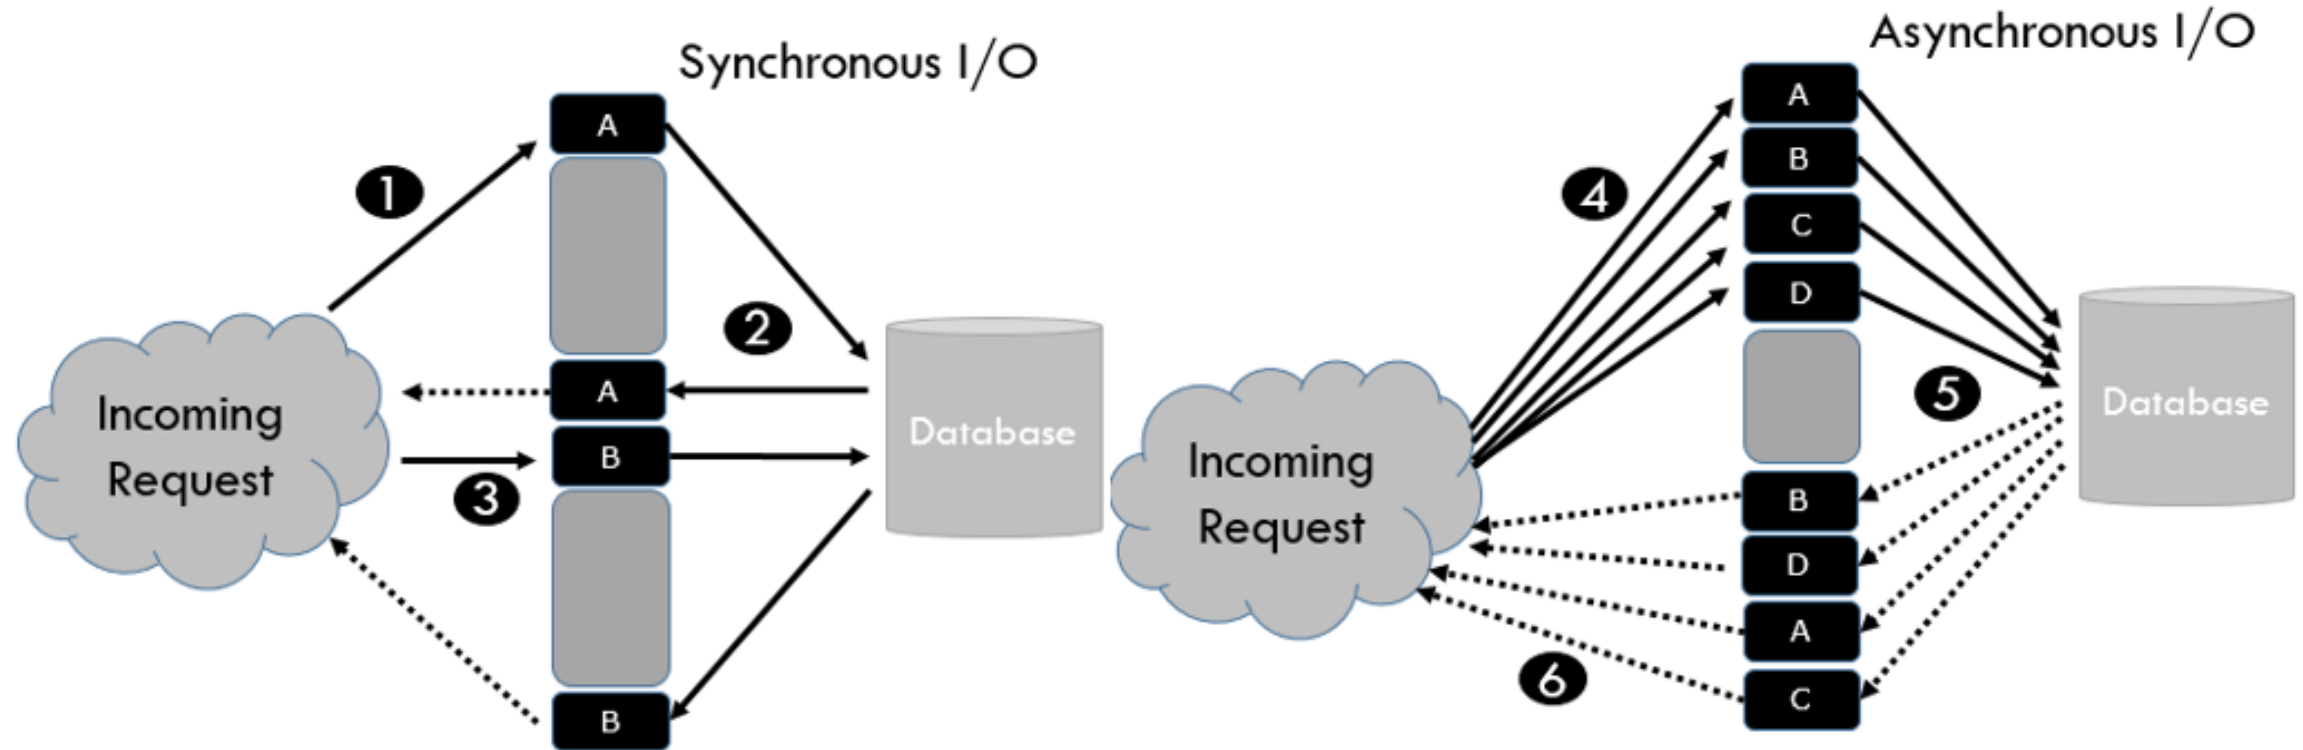 Synchronous I/O
A
1
2
A
Incoming
Request
Database
B
3
B
Asynchronous I/O
A
4
B
C
D
5
Database
Incoming
Request
B
D
A
6
C